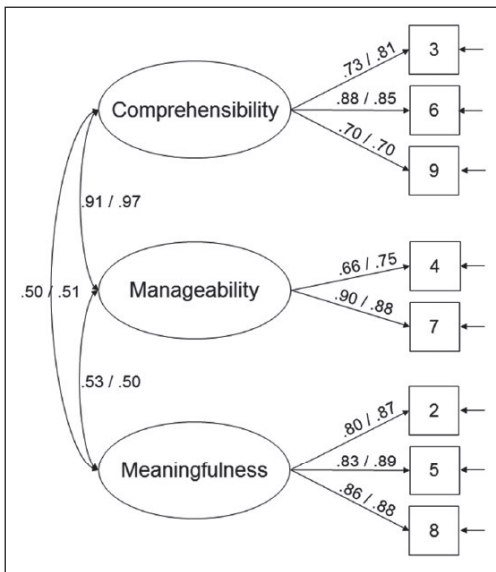 .73 / .81
3
Comprehensibility
.88 / .85
6
.70 / .70
9
.91 / .97
.66 / .75
4
.50 / .51
Manageability
.90 / .88
7
.53 / .50
.80 / .87
2
Meaningfulness
.83 / .89
5
.86 / .88
8